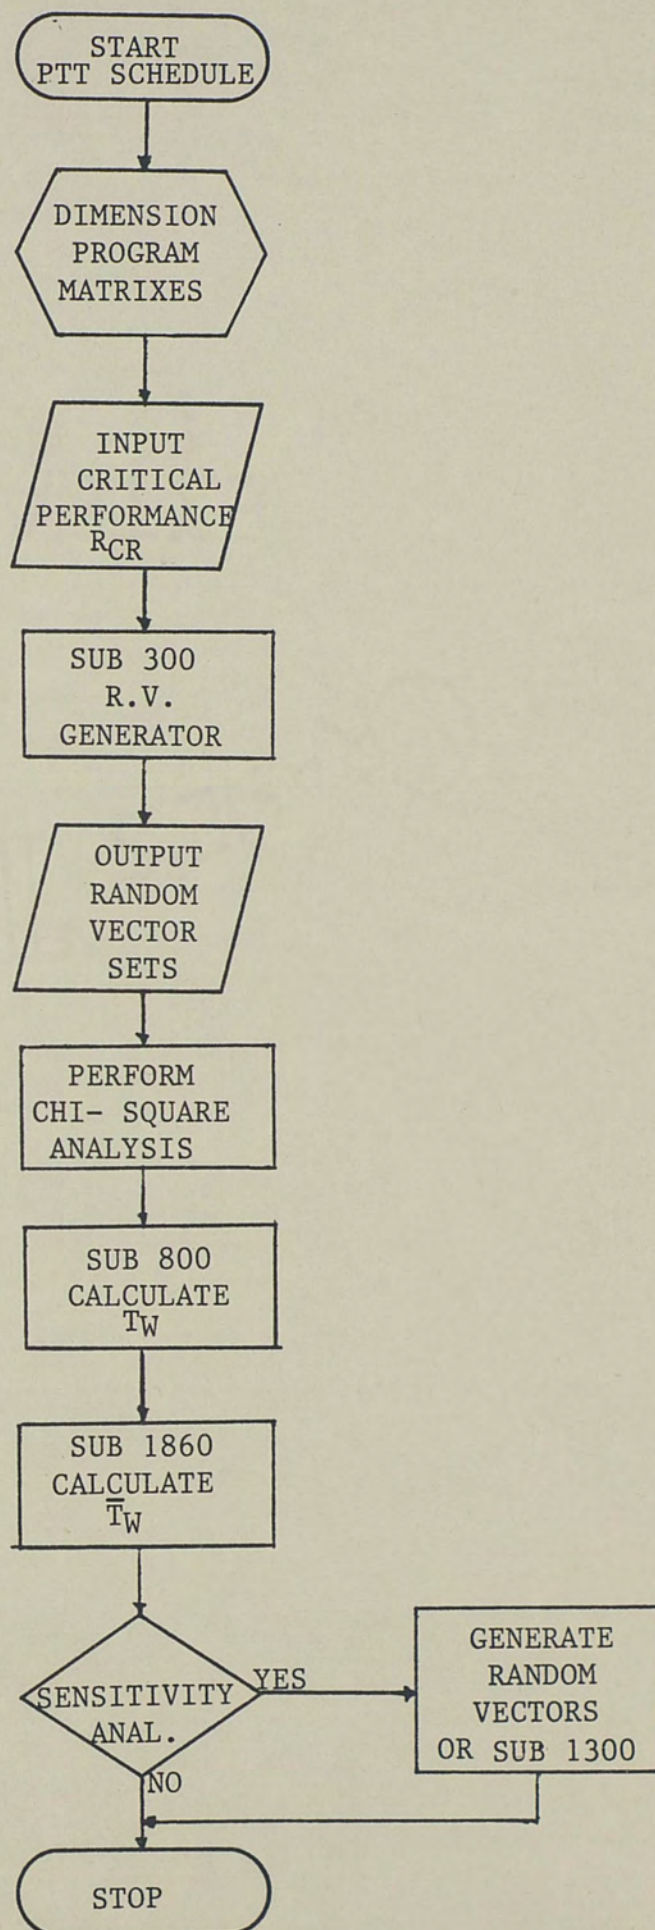 START
PTT SCHEDULE
DIMENSION
PROGRAM
MATRIXES
INPUT
CRITICAL
PERFORMANCE
RCR
SUB 300
R.V.
GENERATOR
OUTPUT
RANDOM
VECTOR
SETS
PERFORM
CHI- SQUARE
ANALYSIS
SUB 800
CALCULATE
TW
SUB 1860
CALCULATE
T̅W
SENSITIVITY
ANAL.
YES
GENERATE
RANDOM
VECTORS
OR SUB 1300
NO
STOP